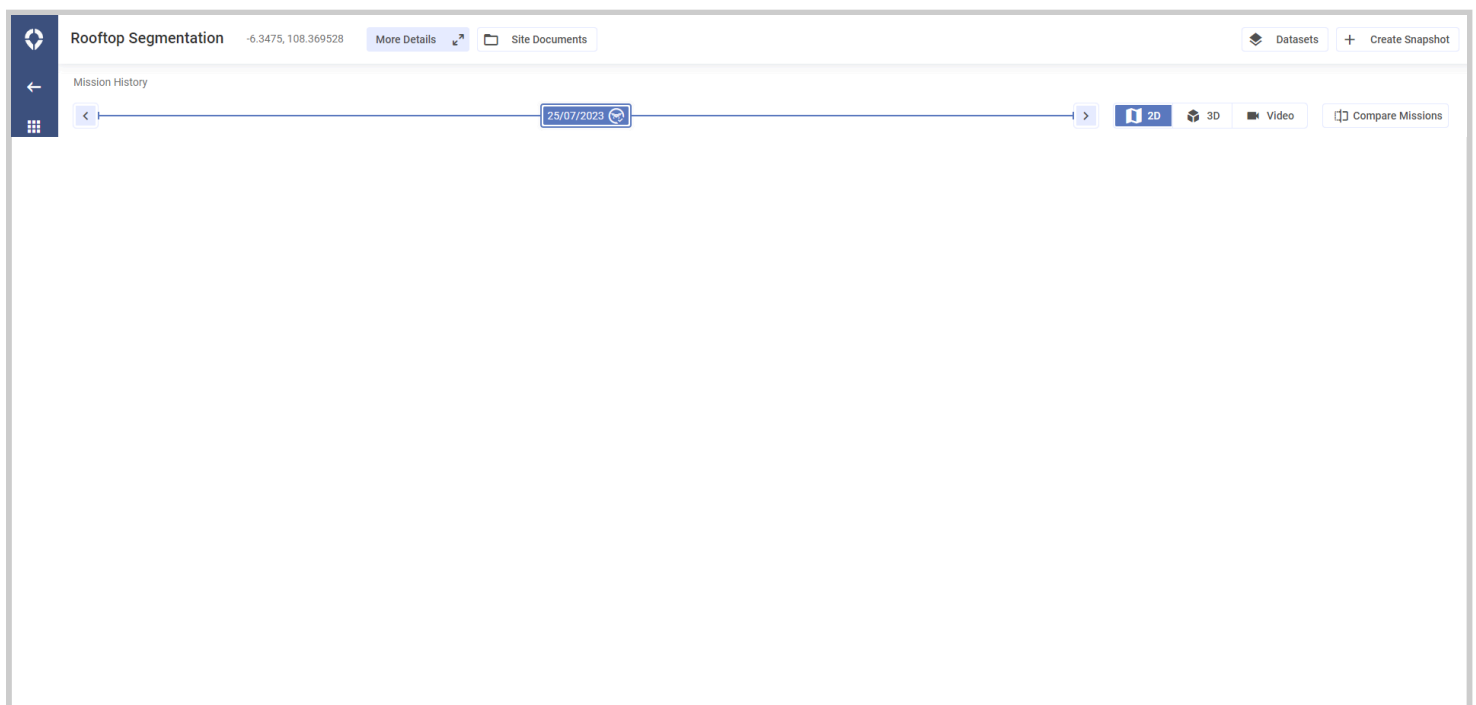 Rooftop Segmentation -6.3475, 108.369528 More Details Site Documents Datasets Create Snapshot
Mission History
25/07/2023 2D 3D Video Compare Missions